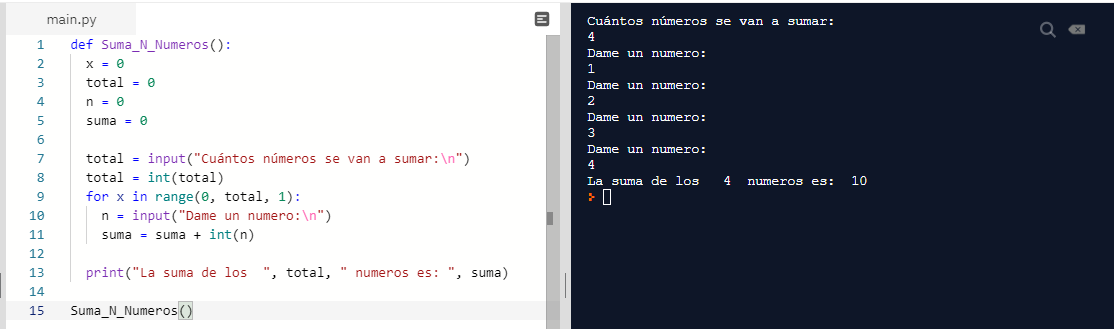 main.py
1 def Suma_N_Numeros():
2   x = 0
3   total = 0
4   n = 0
5   suma = 0
6
7   total = input("Cuántos números se van a sumar:\n")
8   total = int(total)
9   for x in range(0, total, 1):
10     n = input("Dame un numero:\n")
11     suma = suma + int(n)
12
13   print("La suma de los  ", total, " numeros es: ", suma)
14
15 Suma_N_Numeros()
Cuántos números se van a sumar:
4
Dame un numero:
1
Dame un numero:
2
Dame un numero:
3
Dame un numero:
4
La suma de los   4  numeros es:  10